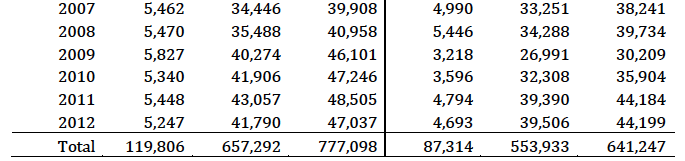 2007 5,462 34,446 39,908 4,990 33,251 38,241
2008 5,470 35,488 40,958 5,446 34,288 39,734
2009 5,827 40,274 46,101 3,218 26,991 30,209
2010 5,340 41,906 47,246 3,596 32,308 35,904
2011 5,448 43,057 48,505 4,794 39,390 44,184
2012 5,247 41,790 47,037 4,693 39,506 44,199
Total 119,806 657,292 777,098 87,314 553,933 641,247